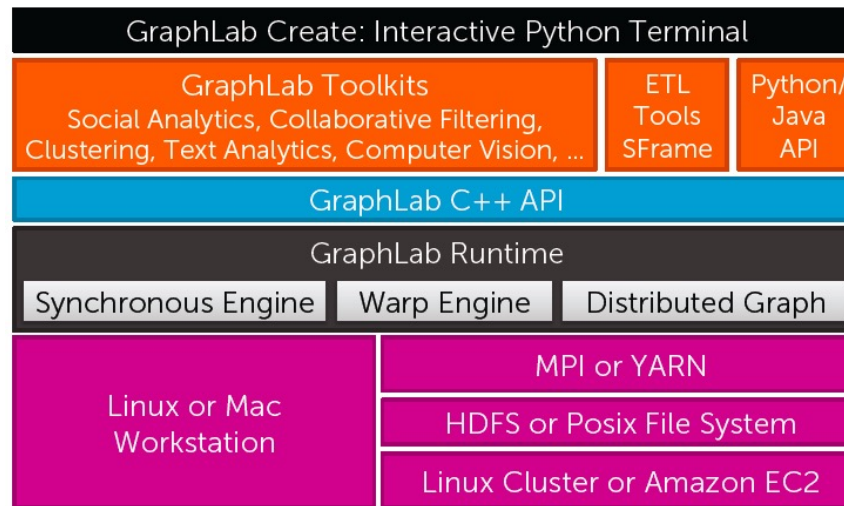 GraphLab Create: Interactive Python Terminal
GraphLab Toolkits
Social Analytics, Collaborative Filtering,
Clustering, Text Analytics, Computer Vision, ...
ETL
Tools
SFrame
Python/
Java
API
GraphLab C++ API
GraphLab Runtime
Synchronous Engine
Warp Engine
Distributed Graph
Linux or Mac
Workstation
MPI or YARN
HDFS or Posix File System
Linux Cluster or Amazon EC2